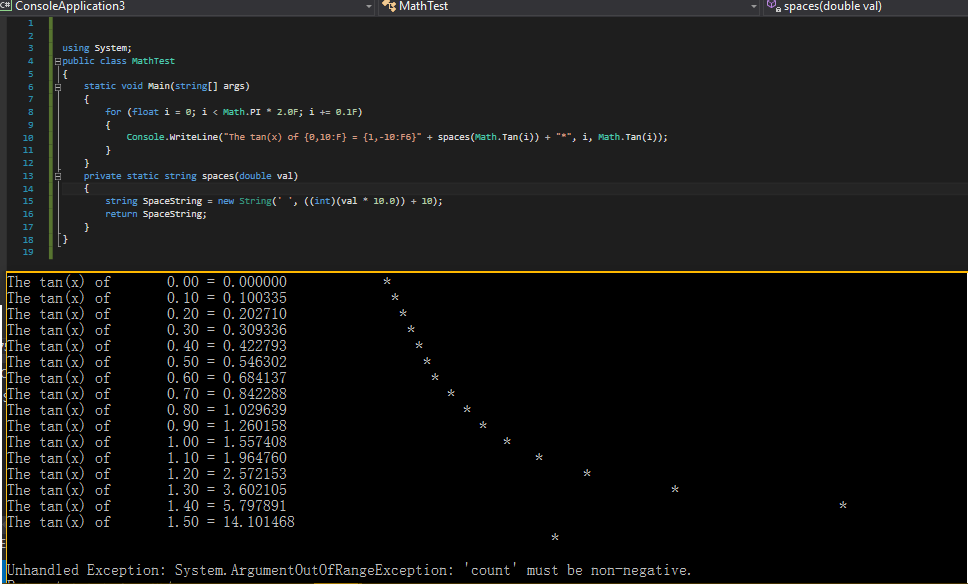 ConsoleApplication3 MathTest spaces(double val)
1
2
3 using System;
4 public class MathTest
5 {
6 static void Main(string[] args)
7 {
8 for (float i = 0; i < Math.PI * 2.0F; i += 0.1F)
9 {
10 Console.WriteLine("The tan(x) of {0,10:F} = {1,-10:F6}" + spaces(Math.Tan(i)) + "*", i, Math.Tan(i));
11 }
12 }
13 private static string spaces(double val)
14 {
15 string SpaceString = new String(' ', ((int)(val * 10.0)) + 10);
16 return SpaceString;
17 }
18 }
19
The tan(x) of 0.00 = 0.000000 *
The tan(x) of 0.10 = 0.100335 *
The tan(x) of 0.20 = 0.202710 *
The tan(x) of 0.30 = 0.309336 *
The tan(x) of 0.40 = 0.422793 *
The tan(x) of 0.50 = 0.546302 *
The tan(x) of 0.60 = 0.684137 *
The tan(x) of 0.70 = 0.842288 *
The tan(x) of 0.80 = 1.029639 *
The tan(x) of 0.90 = 1.260158 *
The tan(x) of 1.00 = 1.557408 *
The tan(x) of 1.10 = 1.964760 *
The tan(x) of 1.20 = 2.572153 *
The tan(x) of 1.30 = 3.602105 *
The tan(x) of 1.40 = 5.797891 *
The tan(x) of 1.50 = 14.101468
*
Unhandled Exception: System.ArgumentOutOfRangeException: 'count' must be non-negative.